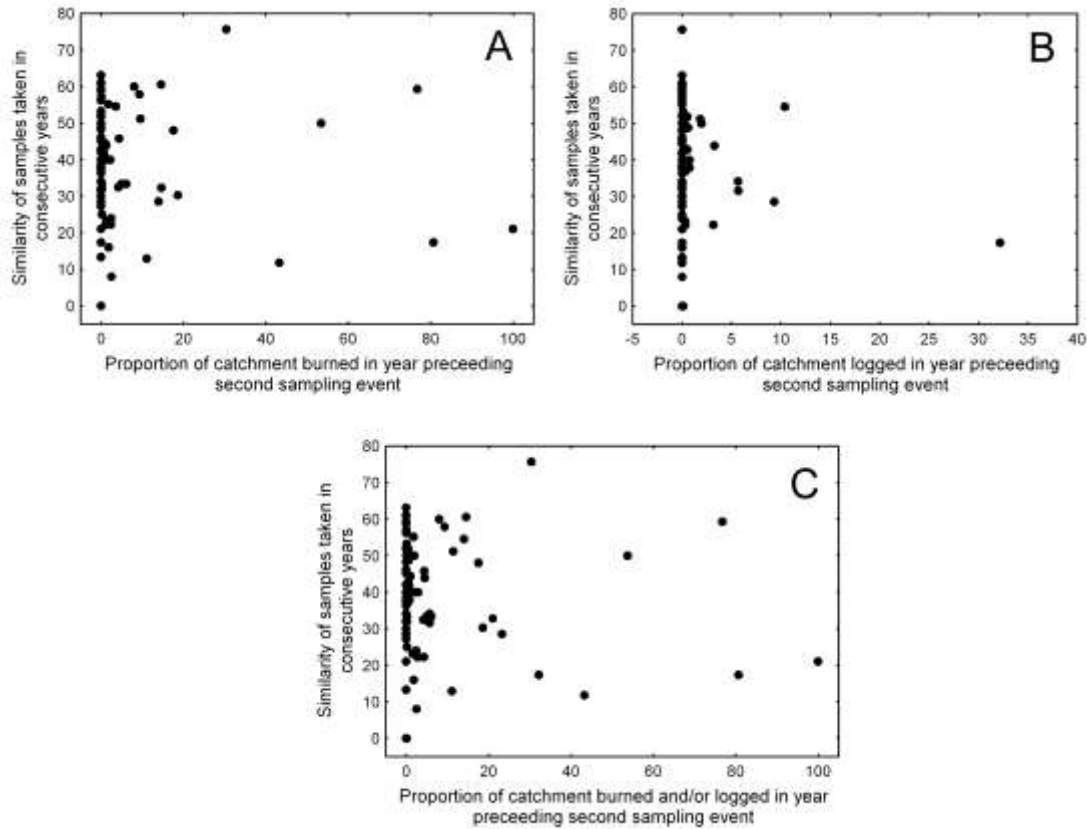 A
80
70
60
50
40
30
20
10
0
Similarity of samples taken in
consecutive years
0 20 40 60 80 100
Proportion of catchment burned in year preceeding
second sampling event
B
80
70
60
50
40
30
20
10
0
Similarity of samples taken in
consecutive years
-5 0 5 10 15 20 25 30 35 40
Proportion of catchment logged in year preceeding
second sampling event
C
80
70
60
50
40
30
20
10
0
Similarity of samples taken in
consecutive years
0 20 40 60 80 100
Proportion of catchment burned and/or logged in year
preceeding second sampling event